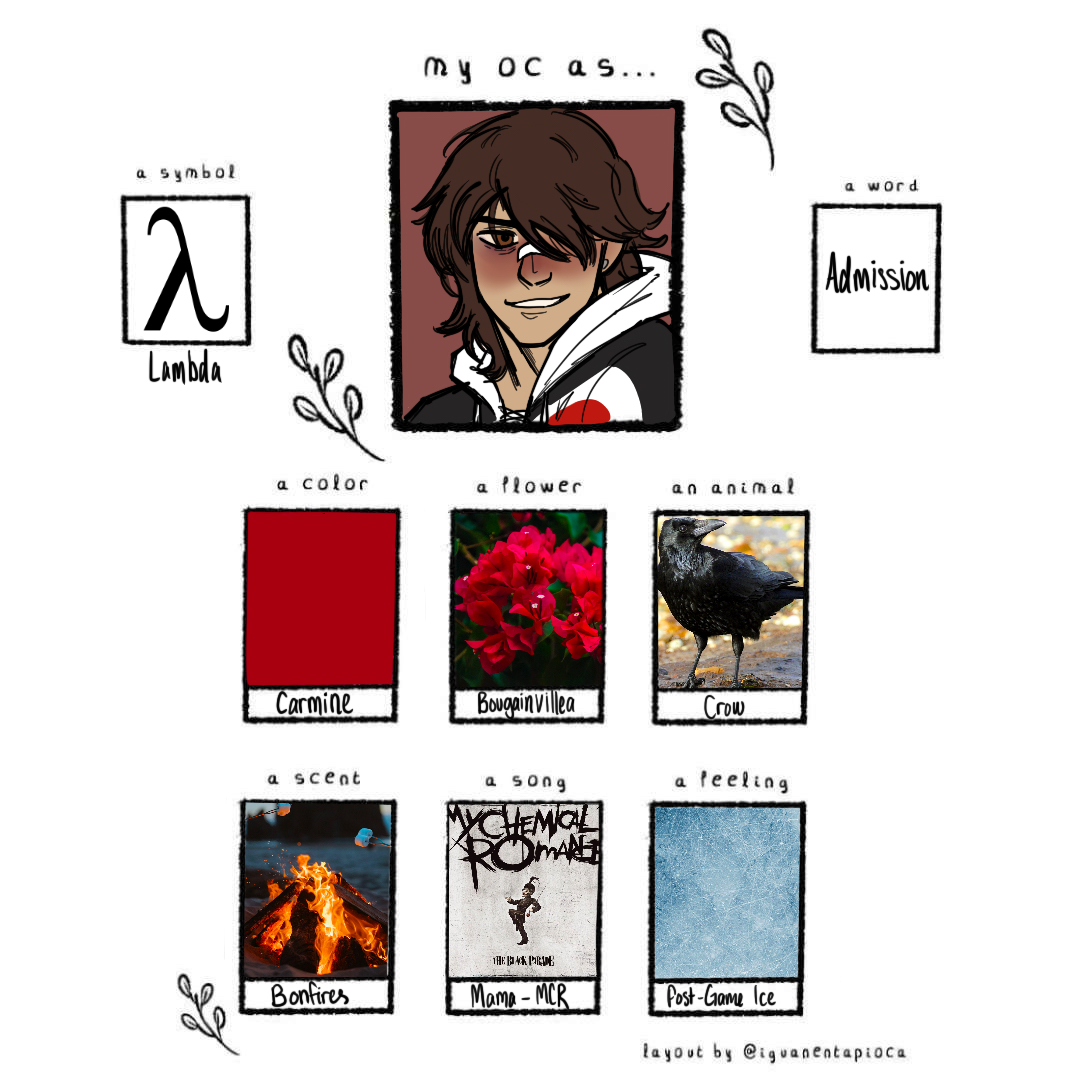 my oc as...
a symbol
λ
Lambda
a word
Admission
a color
a flower
an animal
Carmine
Bougainvillea
Crow
a scent
a song
a feeling
MY CHEMICAL
ROMANCE
THE BLACK PARADE
Bonfires
Mama - MCR
Post-Game Ice
layout by @iguanentapioca